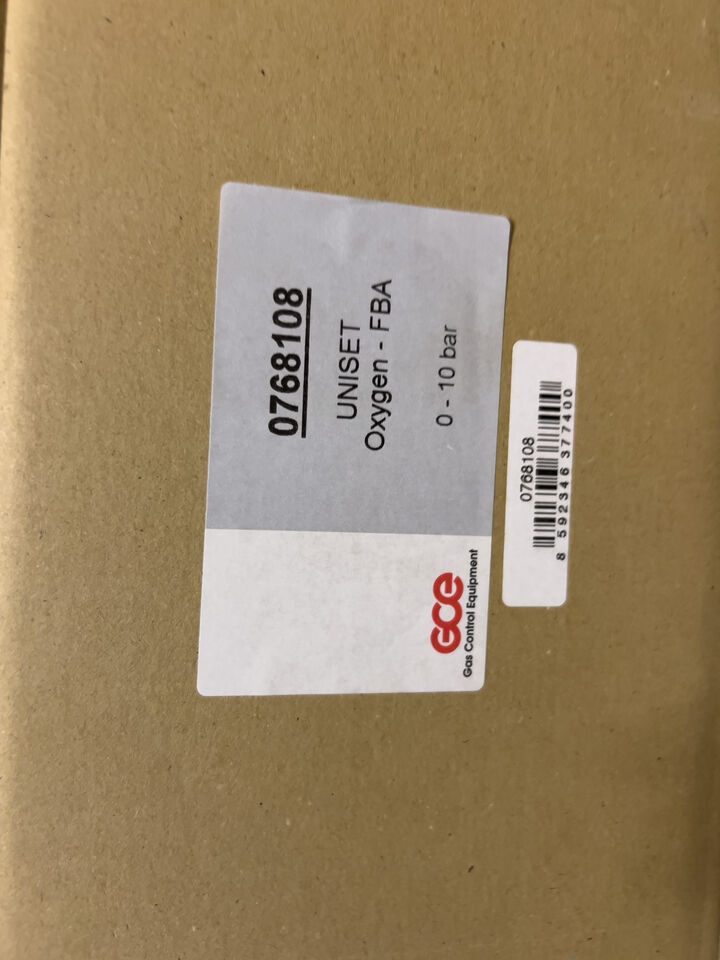 0768108
UNISET
Oxygen - FBA
0 - 10 bar
GCE
Gas Control Equipment
0768108
8 592346 377400